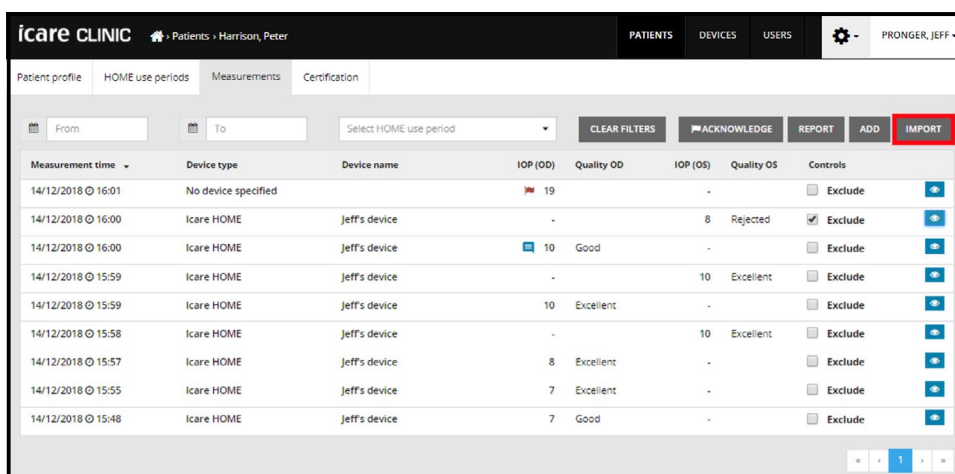 icare CLINIC › Patients › Harrison, Peter PATIENTS DEVICES USERS PRONGER, JEFF
Patient profile HOME use periods Measurements Certification
From To Select HOME use period CLEAR FILTERS ACKNOWLEDGE REPORT ADD IMPORT
Measurement time Device type Device name IOP (OD) Quality OD IOP (OS) Quality OS Controls
14/12/2018 16:01 No device specified 19 - Exclude
14/12/2018 16:00 Icare HOME Jeff's device - 8 Rejected Exclude
14/12/2018 16:00 Icare HOME Jeff's device 10 Good - Exclude
14/12/2018 15:59 Icare HOME Jeff's device - 10 Excellent Exclude
14/12/2018 15:59 Icare HOME Jeff's device 10 Excellent - Exclude
14/12/2018 15:58 Icare HOME Jeff's device - 10 Excellent Exclude
14/12/2018 15:57 Icare HOME Jeff's device 8 Excellent - Exclude
14/12/2018 15:55 Icare HOME Jeff's device 7 Excellent - Exclude
14/12/2018 15:48 Icare HOME Jeff's device 7 Good - Exclude
« ‹ 1 › »